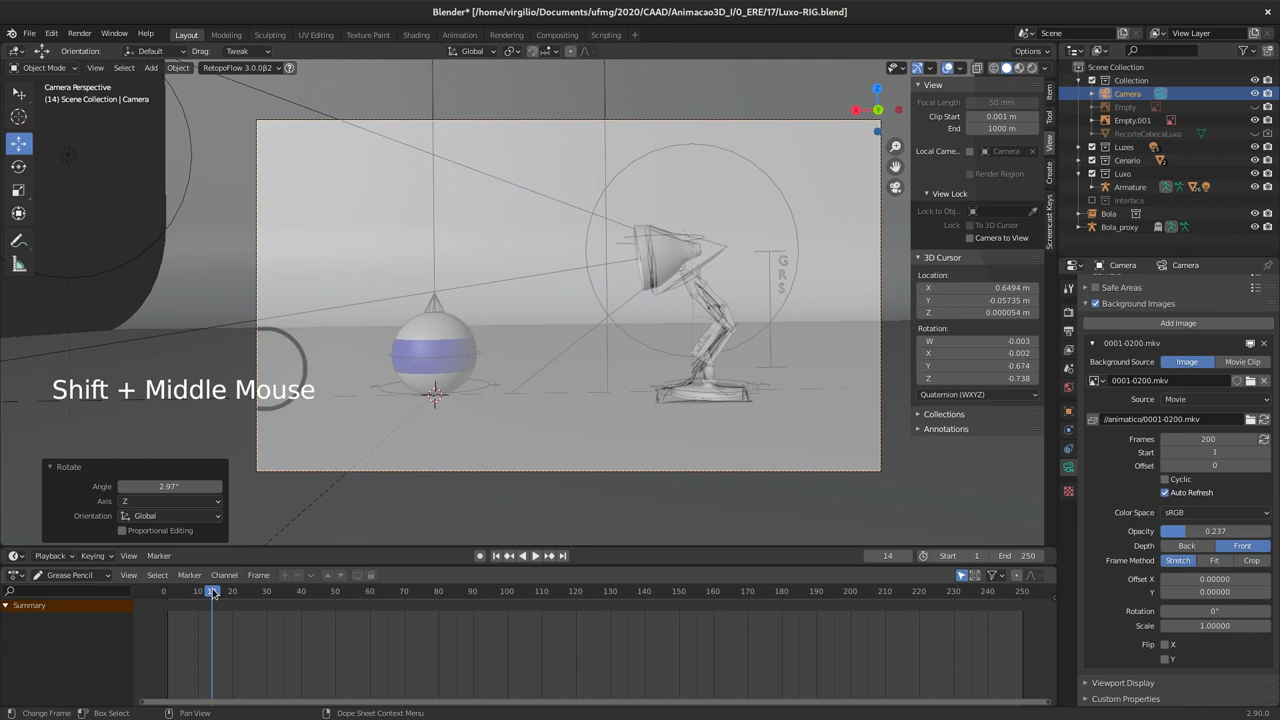 Blender* [/home/virgilio/Documents/ufmg/2020/CAAD/Animacao3D_I/0_ERE/17/Luxo-RIG.blend]
File Edit Render Window Help Layout Modeling Sculpting UV Editing Texture Paint Shading Animation Rendering Compositing Scripting Scene View Layer
Orientation: Default Drag: Tweak Global Options
Object Mode View Select Add Object RetopoFlow 3.0.0β2
Camera Perspective
(14) Scene Collection | Camera
G
R
S
Shift + Middle Mouse
Rotate
Angle 2.97°
Axis Z
Orientation Global
Proportional Editing
View
Focal Length 50 mm
Clip Start 0.001 m
End 1000 m
Local Came... Camera
Render Region
View Lock
Lock to Obj...
Lock To 3D Cursor
Camera to View
3D Cursor
Location:
X 0.6494 m
Y -0.05735 m
Z 0.000054 m
Rotation:
W -0.003
X -0.002
Y -0.674
Z -0.738
Quaternion (WXYZ)
Collections
Annotations
Item
Tool
View
Create
Screencast Keys
Scene Collection
Collection
Camera
Empty
Empty.001
RecorteCabecaLuxo
Luzes
Cenario
Luxo
Armature
Interface
Bola
Bola_proxy
Camera Camera
Safe Areas
Background Images
Add Image
0001-0200.mkv
Background Source Image Movie Clip
0001-0200.mkv
Source Movie
//animatico/0001-0200.mkv
Frames 200
Start 1
Offset 0
Cyclic
Auto Refresh
Color Space sRGB
Opacity 0.237
Depth Back Front
Frame Method Stretch Fit Crop
Offset X 0.00000
Y 0.00000
Rotation 0°
Scale 1.00000
Flip X
Y
Viewport Display
Custom Properties
Playback Keying View Marker 14 Start 1 End 250
Grease Pencil View Select Marker Channel Frame
0 10 20 30 40 50 60 70 80 90 100 110 120 130 140 150 160 170 180 190 200 210 220 230 240 250
Summary
Change Frame Box Select Pan View Dope Sheet Context Menu 2.90.0